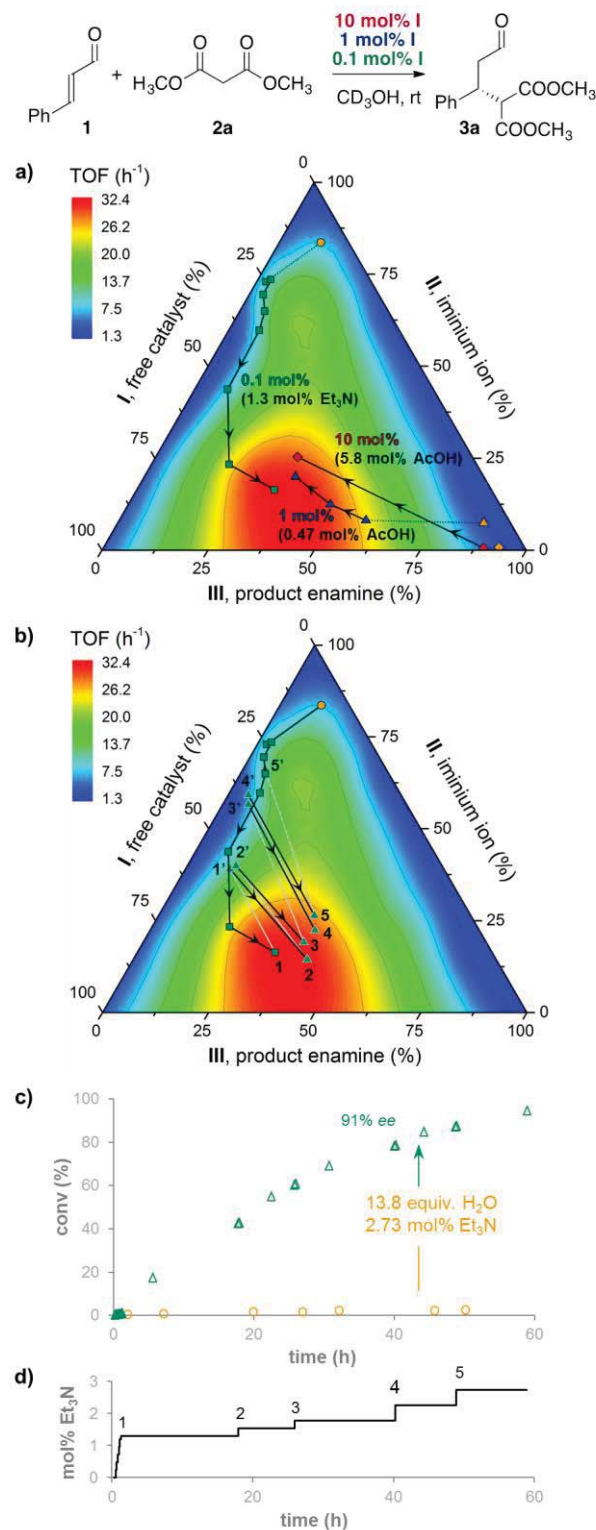 10 mol% I
1 mol% I
0.1 mol% I
CD₃OH, rt
O
Ph
1
+
O O
H₃CO OCH₃
2a
O
Ph COOCH₃
COOCH₃
3a
a)
TOF (h⁻¹)
32.4
26.2
20.0
13.7
7.5
1.3
0
100
25
75
50
50
75
25
100
0
0
25
50
75
100
I, free catalyst (%)
II, iminium ion (%)
III, product enamine (%)
0.1 mol%
(1.3 mol% Et₃N)
10 mol%
(5.8 mol% AcOH)
1 mol%
(0.47 mol% AcOH)
b)
TOF (h⁻¹)
32.4
26.2
20.0
13.7
7.5
1.3
0
100
25
75
50
50
75
25
100
0
0
25
50
75
100
I, free catalyst (%)
II, iminium ion (%)
III, product enamine (%)
5'
4'
3'
2'
1'
5
4
3
2
1
c)
conv (%)
100
80
60
40
20
0
91% ee
13.8 equiv. H₂O
2.73 mol% Et₃N
0 20 40 60
time (h)
d)
mol% Et₃N
3
2
1
0
1 2 3 4 5
0 20 40 60
time (h)